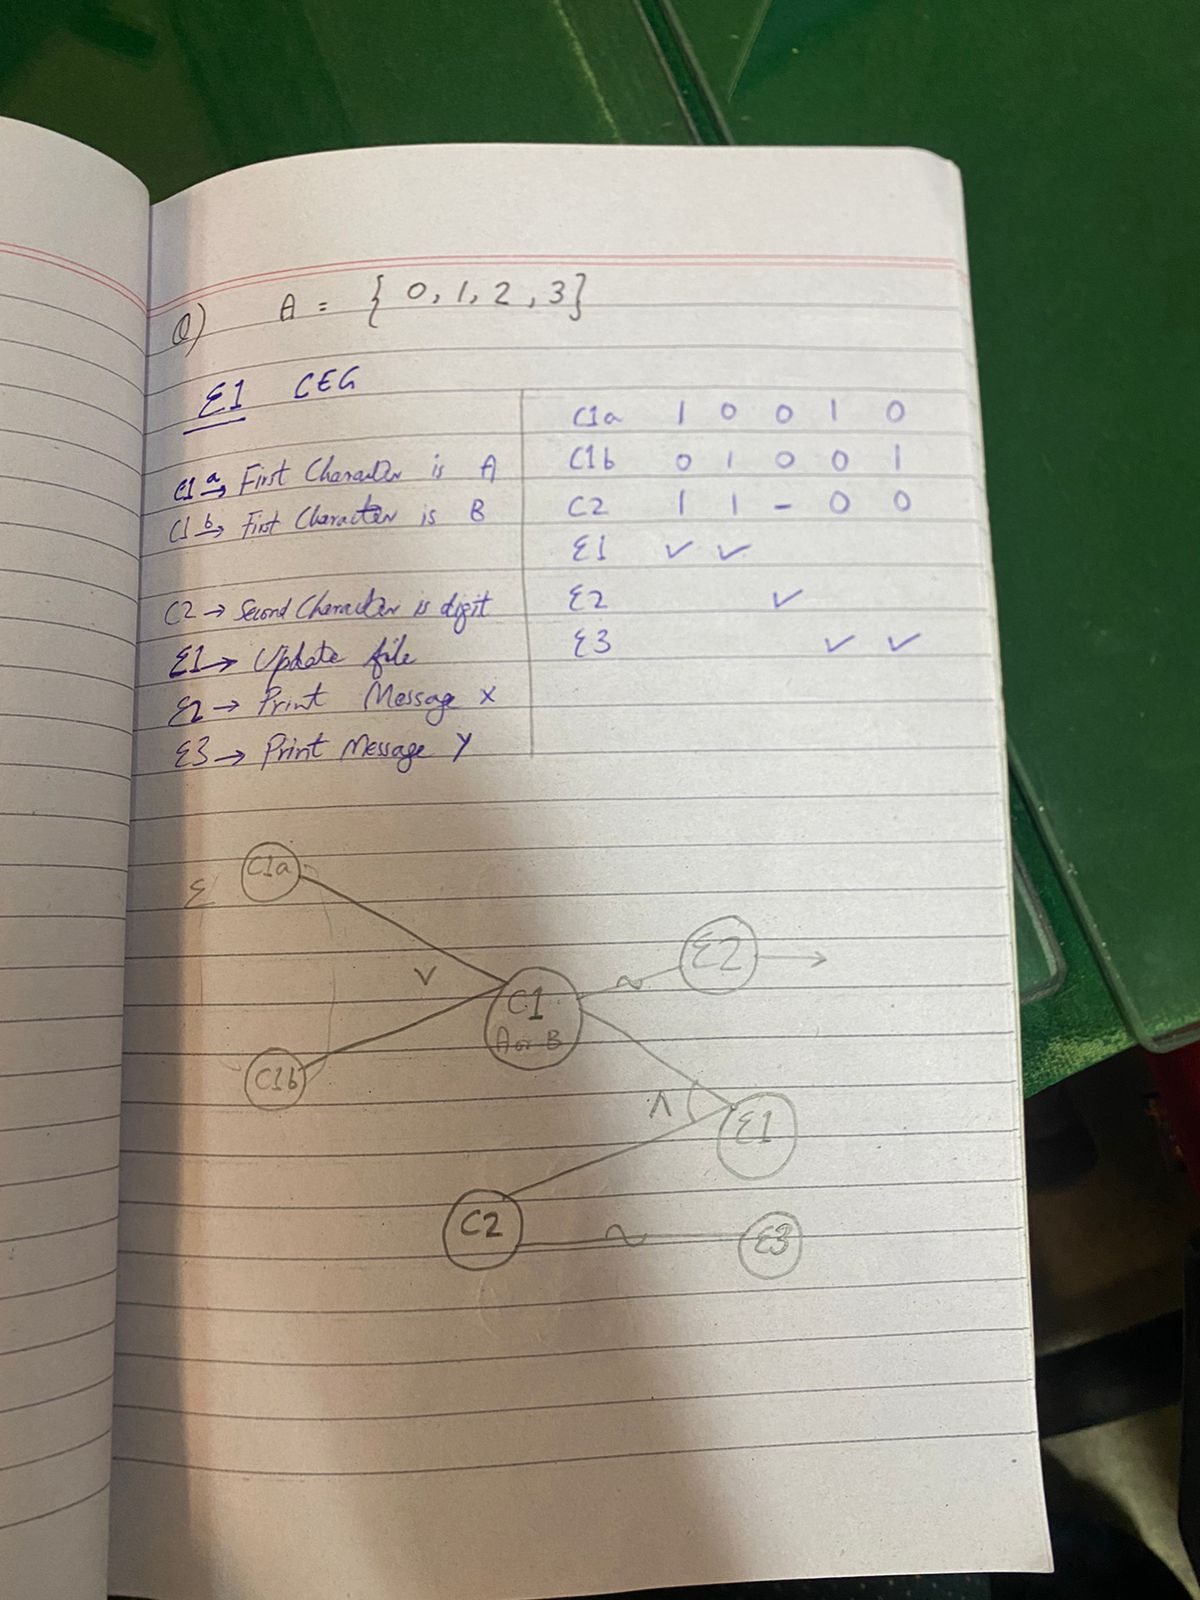 Q) A = { 0, 1, 2, 3}
E1 CEG
C1a → First Character is A
C1b → First Character is B
C2 → Second Character is digit
E1 → Update file
E2 → Print Message X
E3 → Print Message Y
C1a 1 0 0 1 0
C1b 0 1 0 0 1
C2 1 1 - 0 0
E1 ✓ ✓
E2 ✓
E3 ✓ ✓
C1a
E
E2
V
~
C1
A or B
C1b
Λ
E1
C2
~
E3